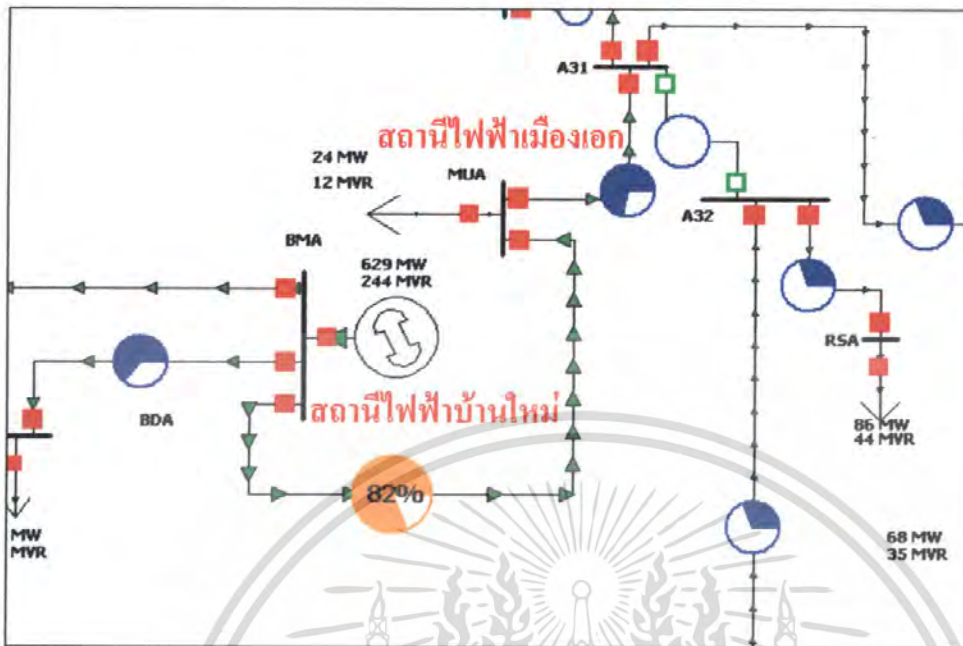 A31
สถานีไฟฟ้าเมืองเอก
24 MW
12 MVR
MUA
A32
BMA
629 MW
244 MVR
RSA
สถานีไฟฟ้าบ้านใหม่
BDA
86 MW
44 MVR
82%
MW
MVR
68 MW
35 MVR